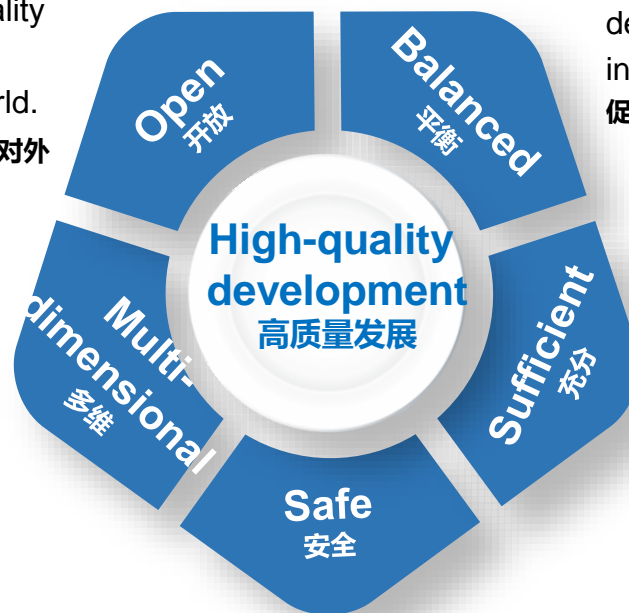 ality
rld.
对外
de
in
促
Open
开放
Balanced
平衡
High-quality
development
高质量发展
Multi-
dimensional
多维
Sufficient
充分
Safe
安全